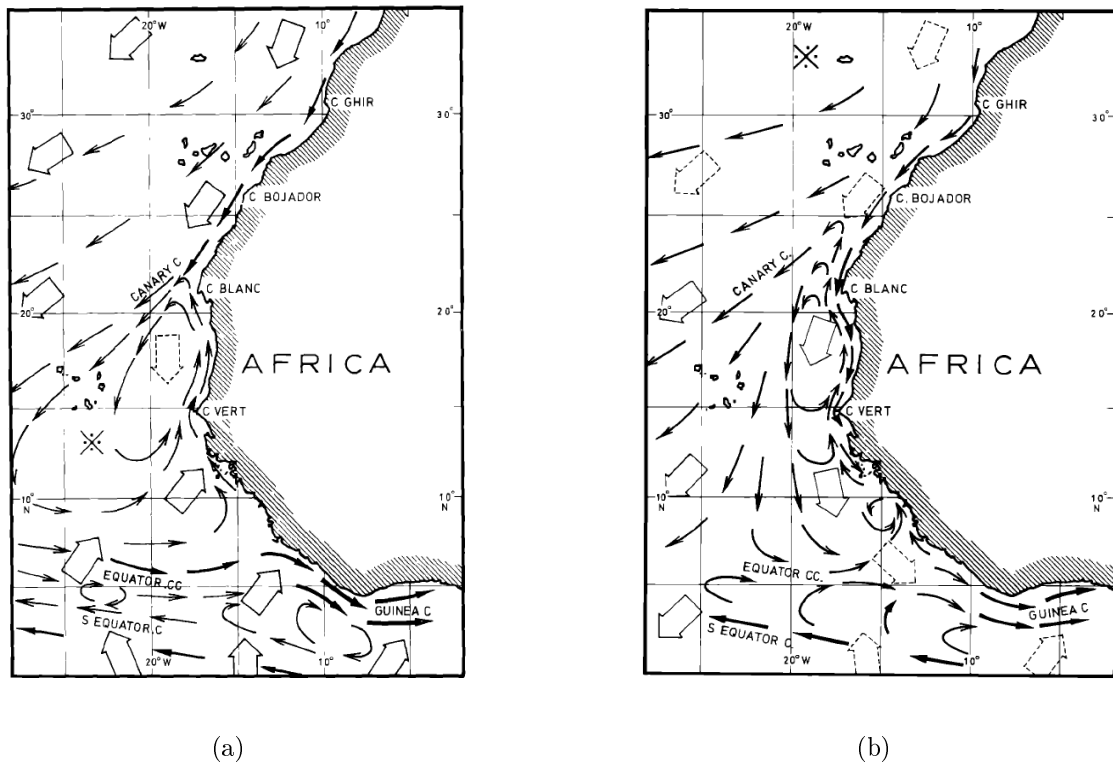 20°W
10°
C GHIR
30°
30°
C BOJADOR
CANARY C
C BLANC
20°
20°
AFRICA
C VERT
10°
N
10°
N
EQUATOR.CC
GUINEA C
S EQUATOR.C
20°W
10°
(a)
20°W
10°
C GHIR
30°
30°
C. BOJADOR
CANARY C.
C BLANC
20°
20°
AFRICA
C VERT
10°
N
10°
N
EQUATOR CC.
GUINEA C
S EQUATOR C
20°W
10°
(b)